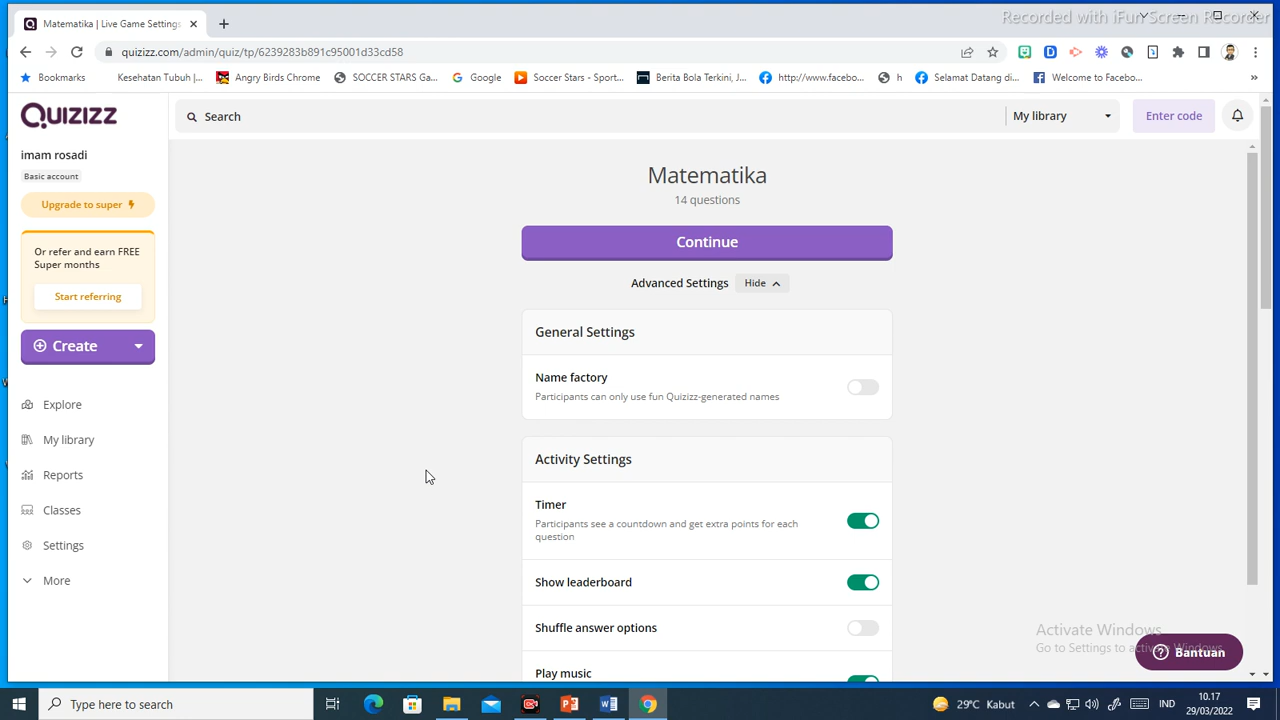 Recorded with iFun Screen Recorder
Matematika | Live Game Settings
quizizz.com/admin/quiz/tp/6239283b891c95001d33cd58
Bookmarks
Kesehatan Tubuh |...
Angry Birds Chrome
SOCCER STARS Ga...
Google
Soccer Stars - Sport...
Berita Bola Terkini, J...
http://www.facebo...
h
Selamat Datang di...
Welcome to Facebo...
QUIZIZZ
Search
My library
Enter code
imam rosadi
Basic account
Upgrade to super
Or refer and earn FREE
Super months
Start referring
Create
Explore
My library
Reports
Classes
Settings
More
Matematika
14 questions
Continue
Advanced Settings
Hide
General Settings
Name factory
Participants can only use fun Quizizz-generated names
Activity Settings
Timer
Participants see a countdown and get extra points for each
question
Show leaderboard
Shuffle answer options
Play music
Activate Windows
Go to Settings to activate Windows.
Bantuan
Type here to search
29°C Kabut
IND
10.17
29/03/2022